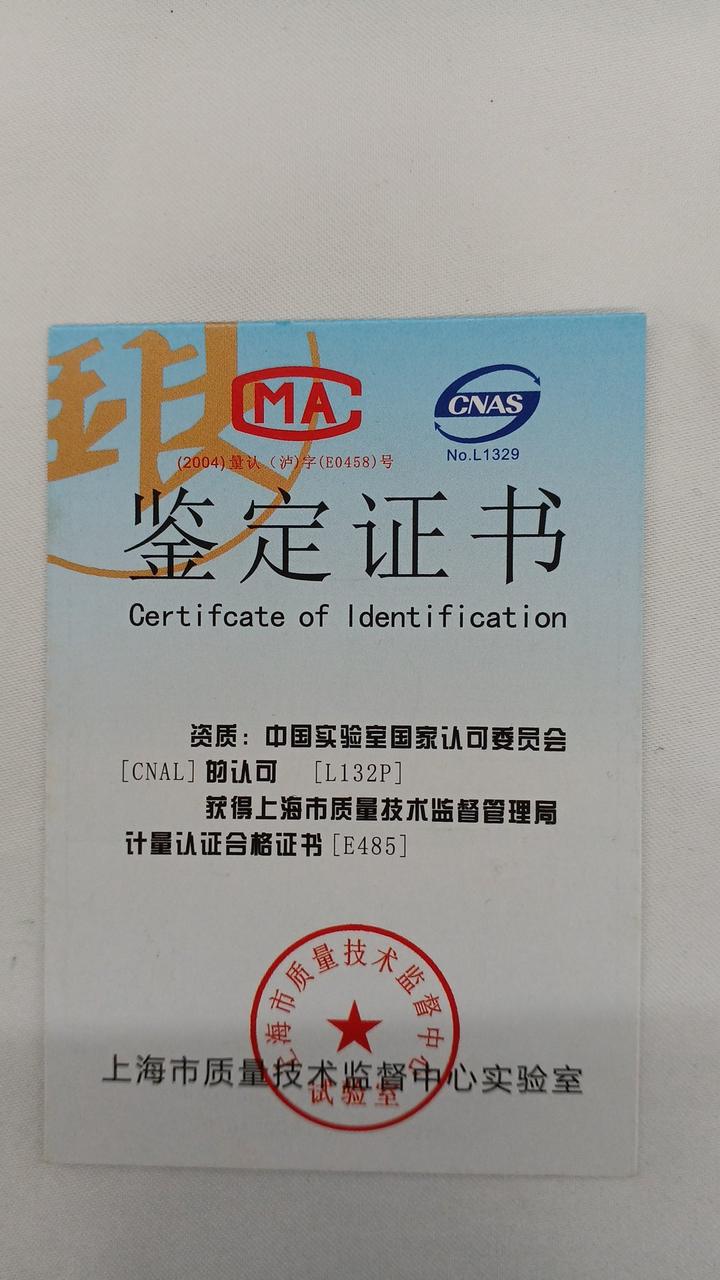 银
CMA
CNAS
(2004)量认（泸)字(E0458)号
No.L1329
鉴定证书
Certifcate of Identification
资质：中国实验室国家认可委员会
[CNAL]的认可 [L132P]
获得上海市质量技术监督管理局
计量认证合格证书[E485]
上海市质量技术监督中心
试验室
上海市质量技术监督中心实验室